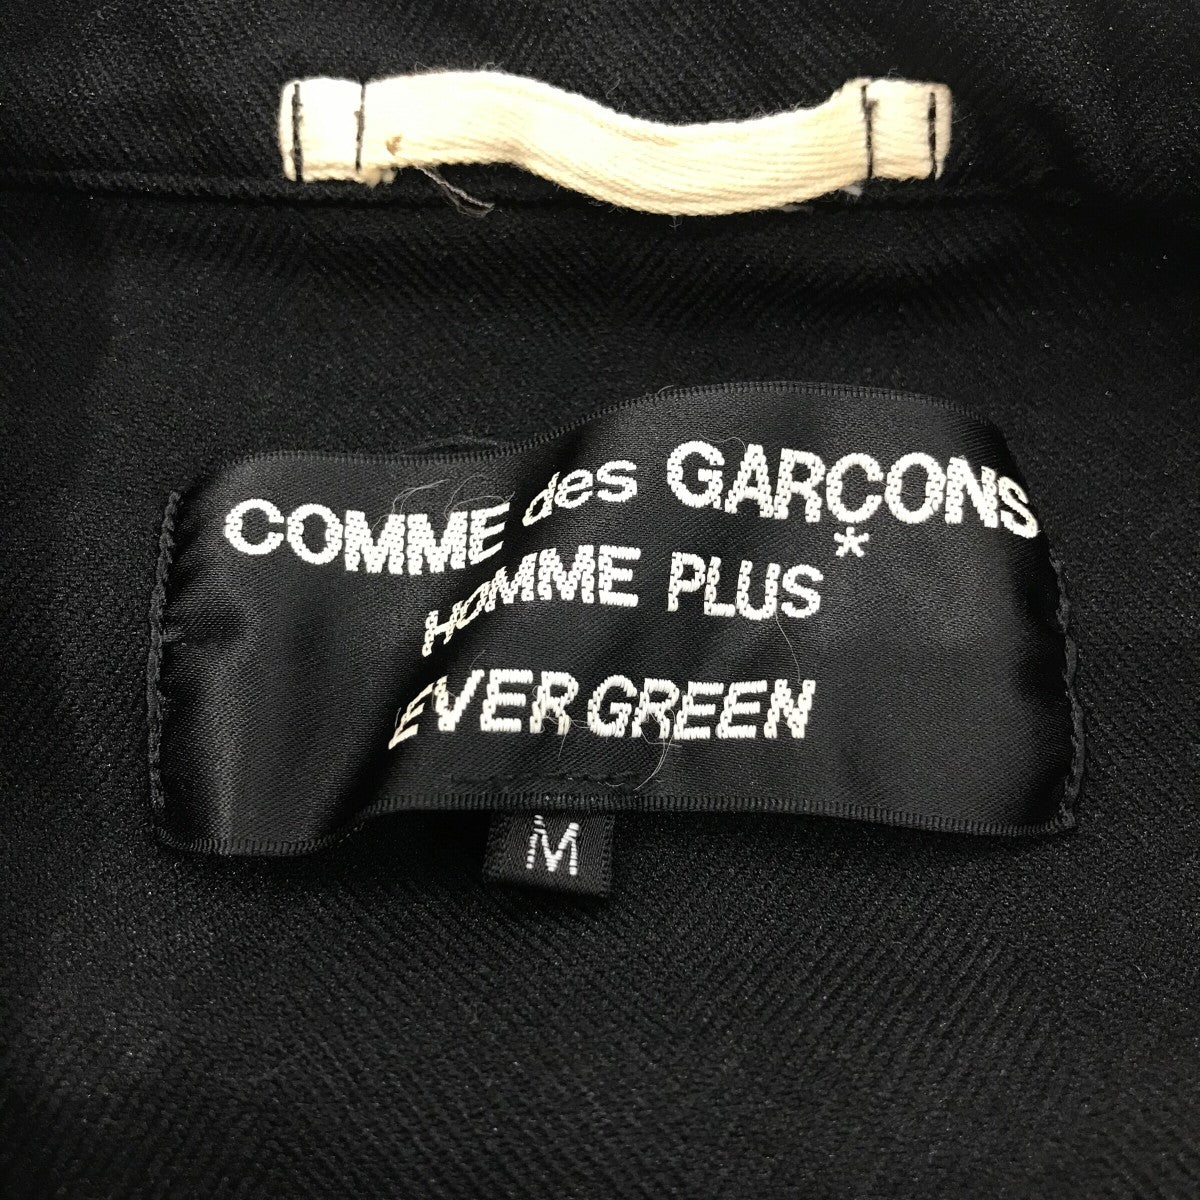 COMME des GARÇONS
*
HOMME PLUS
EVER GREEN
M